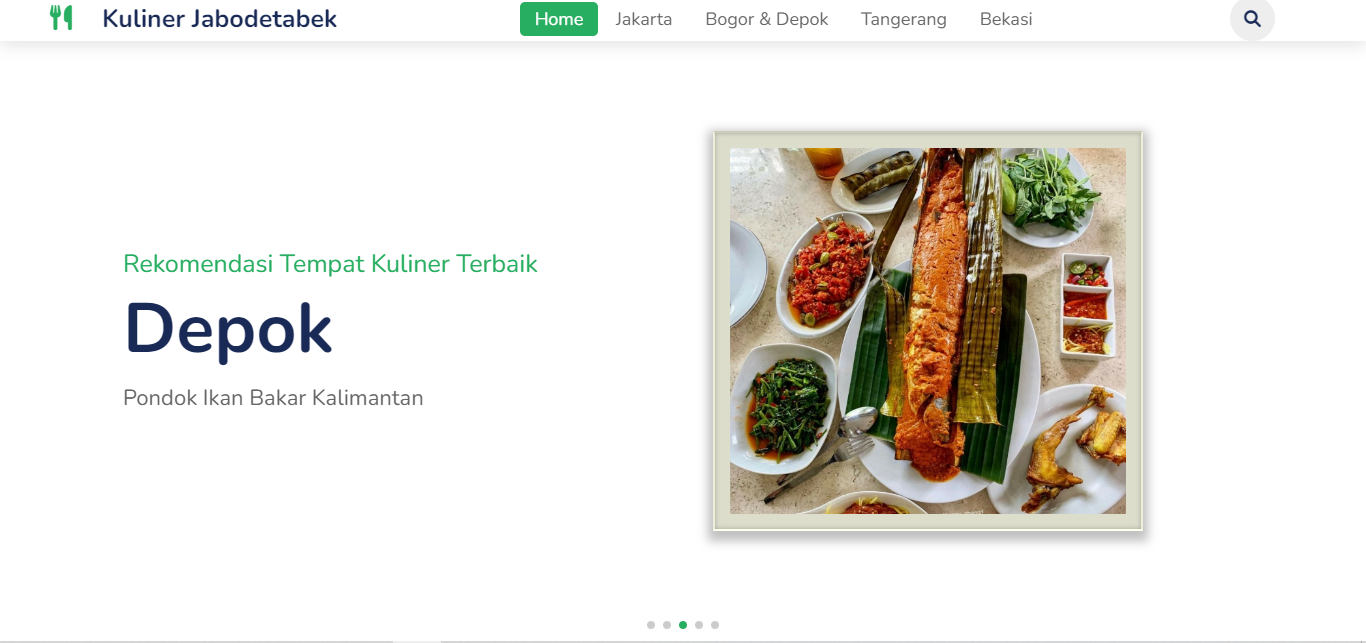 Kuliner Jabodetabek
Home Jakarta Bogor & Depok Tangerang Bekasi
Rekomendasi Tempat Kuliner Terbaik
Depok
Pondok Ikan Bakar Kalimantan